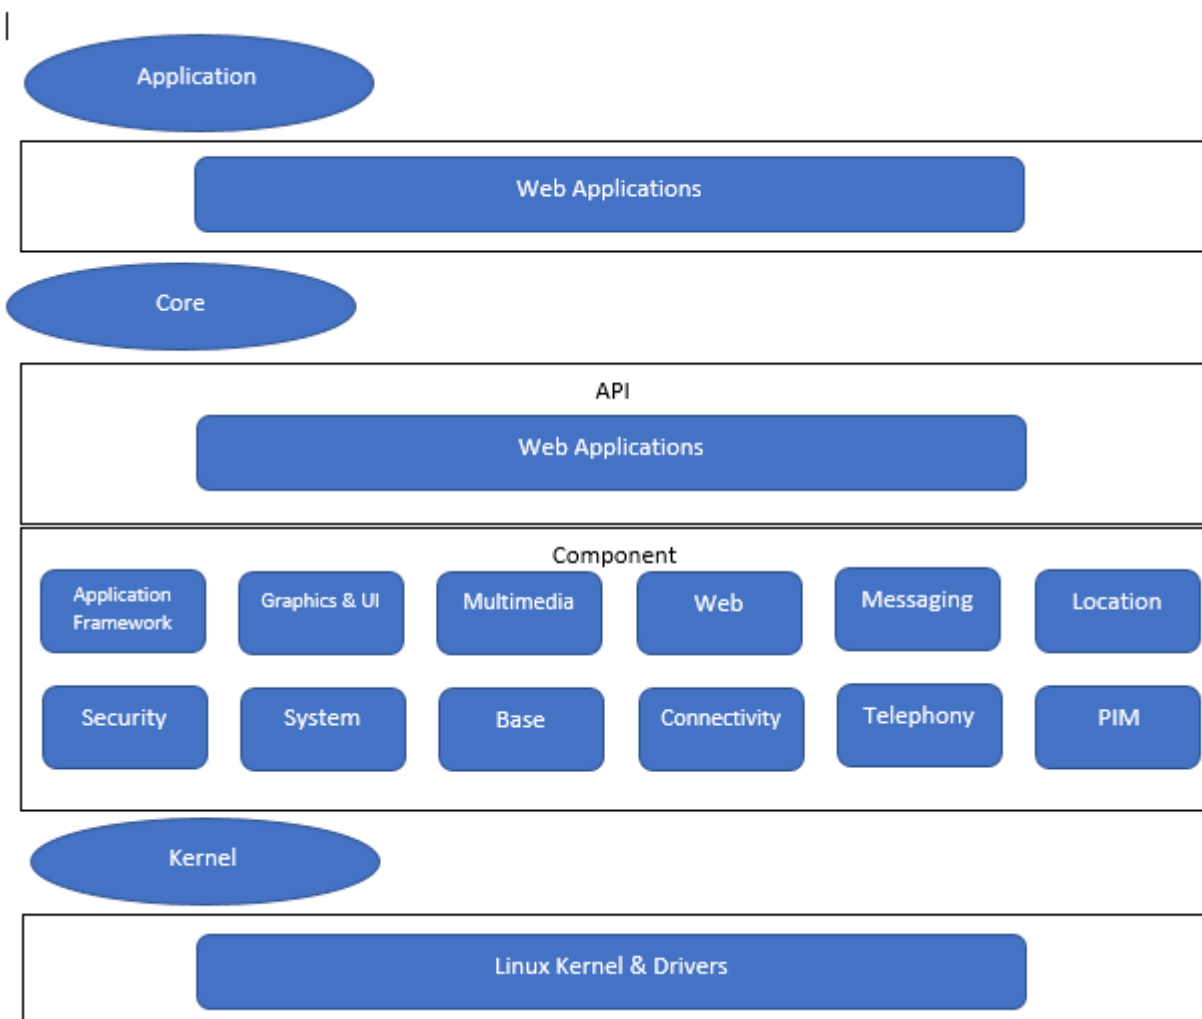 Application
Web Applications
Core
API
Web Applications
Component
Application
Framework
Graphics & UI
Multimedia
Web
Messaging
Location
Security
System
Base
Connectivity
Telephony
PIM
Kernel
Linux Kernel & Drivers